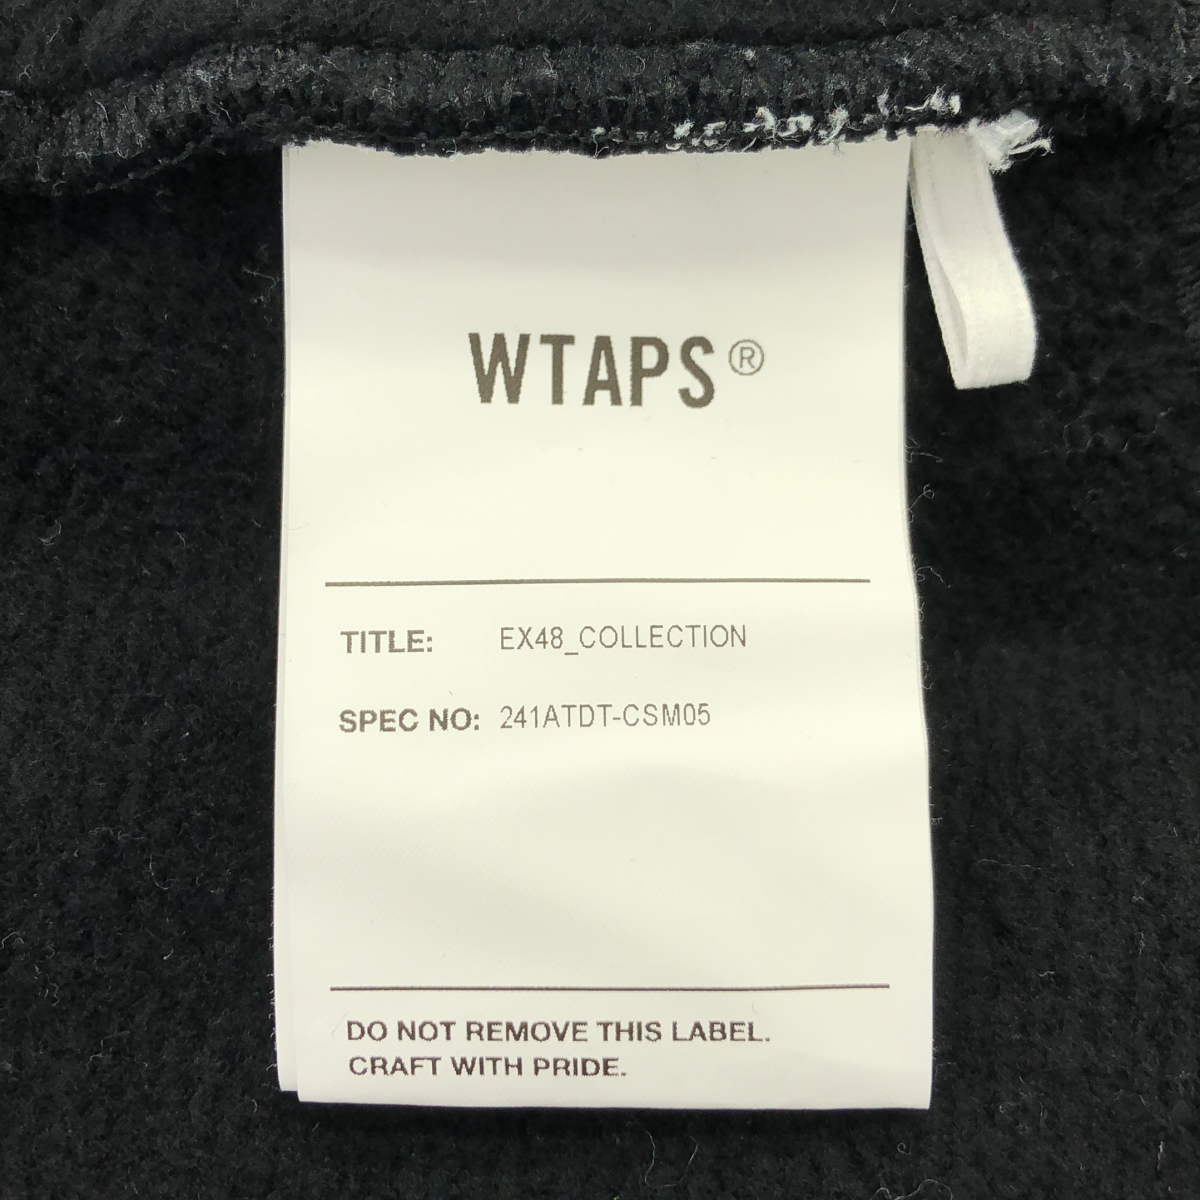 WTAPS®
TITLE: EX48_COLLECTION
SPEC NO: 241ATDT-CSM05
DO NOT REMOVE THIS LABEL.
CRAFT WITH PRIDE.